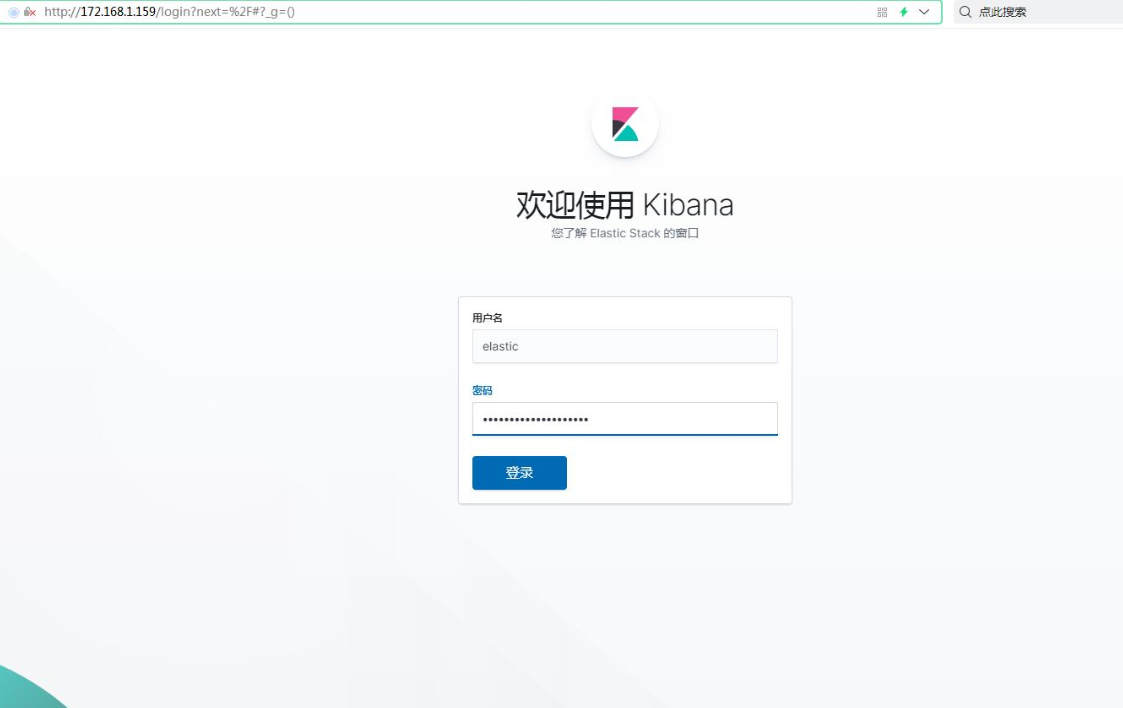 http://172.168.1.159/login?next=%2F#?_g=()
点此搜索
欢迎使用 Kibana
您了解 Elastic Stack 的窗口
用户名
elastic
密码
••••••••••••••••••••
登录